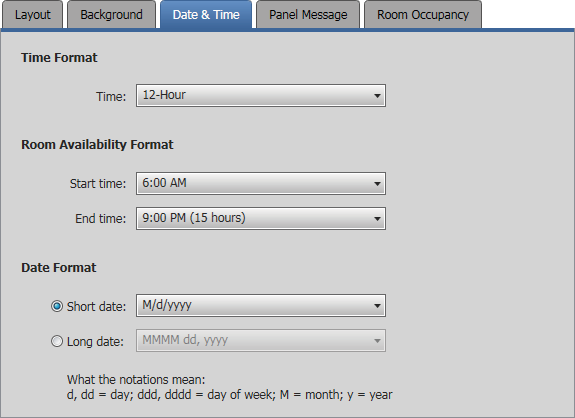 Layout Background Date & Time Panel Message Room Occupancy
Time Format
Time: 12-Hour
Room Availability Format
Start time: 6:00 AM
End time: 9:00 PM (15 hours)
Date Format
Short date: M/d/yyyy
Long date: MMMM dd, yyyy
What the notations mean:
d, dd = day; ddd, dddd = day of week; M = month; y = year